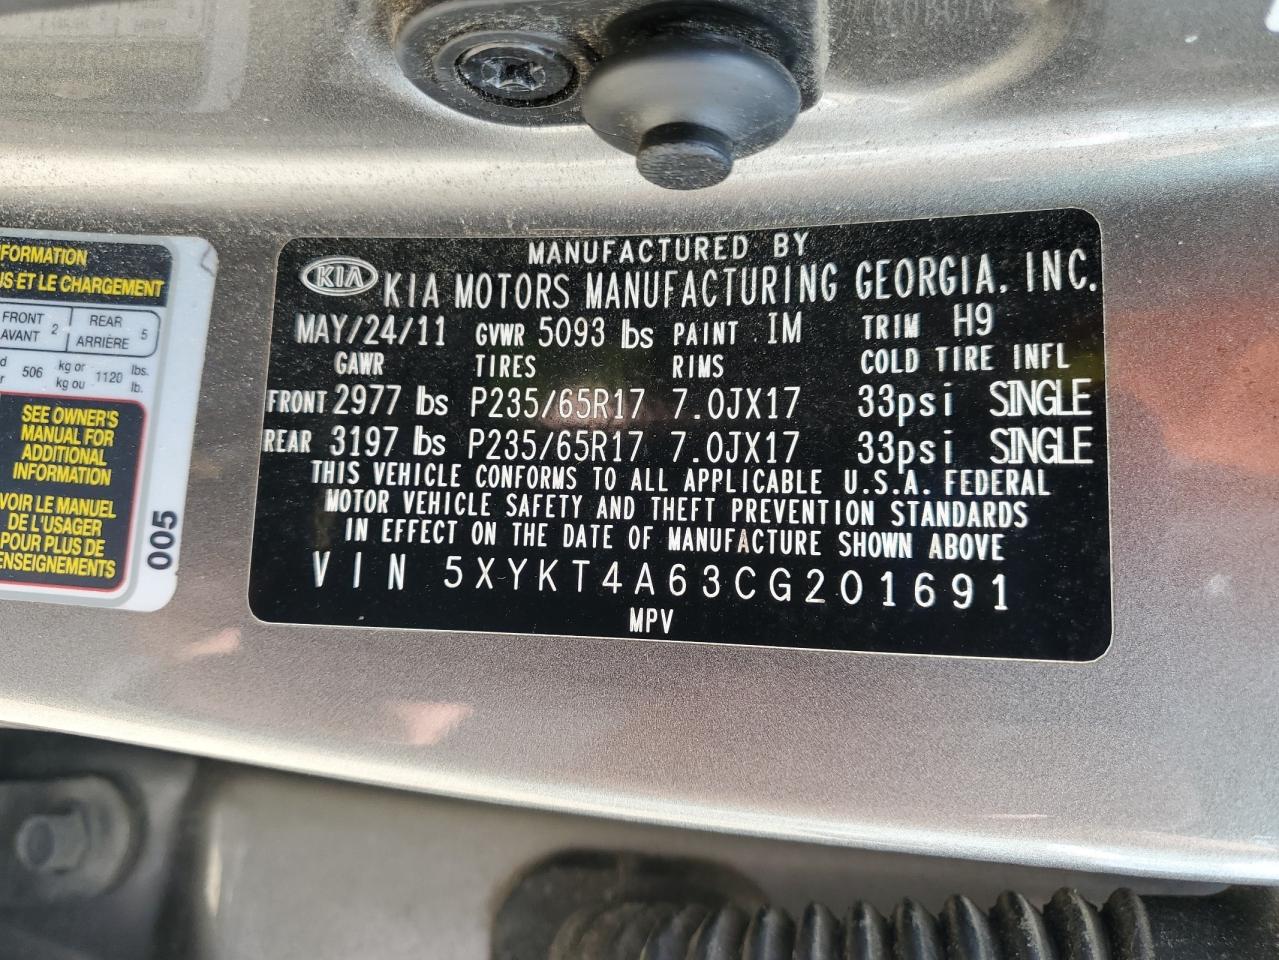 FORMATION
US ET LE CHARGEMENT
FRONT 2 REAR 5
AVANT ARRIÈRE
506 kg or 1120 lbs.
kg ou lb.
SEE OWNER'S
MANUAL FOR
ADDITIONAL
INFORMATION
VOIR LE MANUEL
DE L'USAGER
POUR PLUS DE
RENSEIGNEMENTS
005
MANUFACTURED BY
KIA KIA MOTORS MANUFACTURING GEORGIA, INC.
MAY/24/11 GVWR 5093 lbs PAINT IM TRIM H9
GAWR TIRES RIMS COLD TIRE INFL
FRONT 2977 lbs P235/65R17 7.0JX17 33psi SINGLE
REAR 3197 lbs P235/65R17 7.0JX17 33psi SINGLE
THIS VEHICLE CONFORMS TO ALL APPLICABLE U.S.A. FEDERAL
MOTOR VEHICLE SAFETY AND THEFT PREVENTION STANDARDS
IN EFFECT ON THE DATE OF MANUFACTURE SHOWN ABOVE
VIN 5XYKT4A63CG201691
MPV